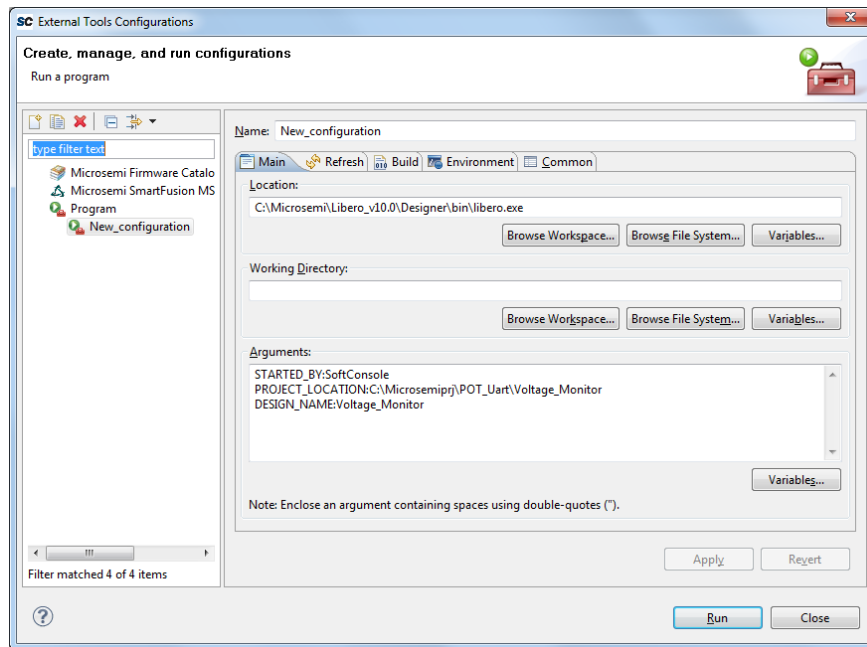 SC External Tools Configurations
Create, manage, and run configurations
Run a program
type filter text
Microsemi Firmware Catalo
Microsemi SmartFusion MS
Program
New_configuration
Filter matched 4 of 4 items
Name: New_configuration
Main Refresh Build Environment Common
Location:
C:\Microsemi\Libero_v10.0\Designer\bin\libero.exe
Browse Workspace... Browse File System... Variables...
Working Directory:
Browse Workspace... Browse File System... Variables...
Arguments:
STARTED_BY:SoftConsole
PROJECT_LOCATION:C:\Microsemiprj\POT_Uart\Voltage_Monitor
DESIGN_NAME:Voltage_Monitor
Variables...
Note: Enclose an argument containing spaces using double-quotes (").
Apply Revert
Run Close